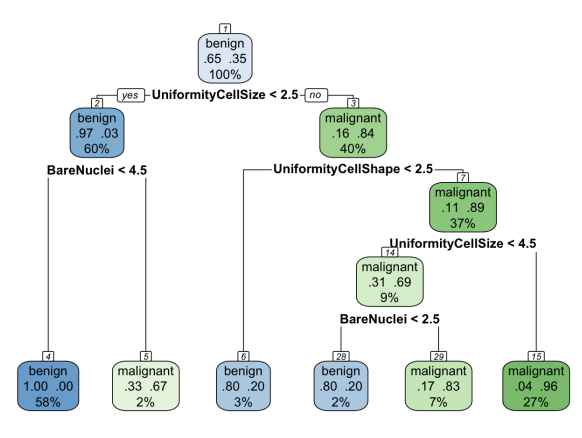 1
benign
.65 .35
100%
yes UniformityCellSize < 2.5 no
2
benign
.97 .03
60%
3
malignant
.16 .84
40%
BareNuclei < 4.5
UniformityCellShape < 2.5
7
malignant
.11 .89
37%
UniformityCellSize < 4.5
14
malignant
.31 .69
9%
BareNuclei < 2.5
4
benign
1.00 .00
58%
5
malignant
.33 .67
2%
6
benign
.80 .20
3%
28
benign
.80 .20
2%
29
malignant
.17 .83
7%
15
malignant
.04 .96
27%